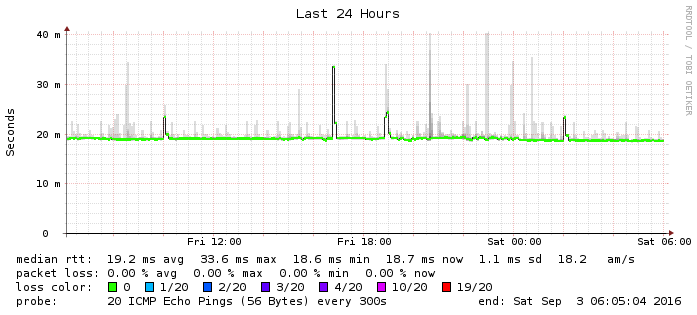 Last 24 Hours
RRDTOOL / TOBI OETIKER
Seconds
40 m
30 m
20 m
10 m
0
Fri 12:00 Fri 18:00 Sat 00:00 Sat 06:00
median rtt: 19.2 ms avg 33.6 ms max 18.6 ms min 18.7 ms now 1.1 ms sd 18.2 am/s
packet loss: 0.00 % avg 0.00 % max 0.00 % min 0.00 % now
loss color: 0 1/20 2/20 3/20 4/20 10/20 19/20
probe: 20 ICMP Echo Pings (56 Bytes) every 300s end: Sat Sep 3 06:05:04 2016